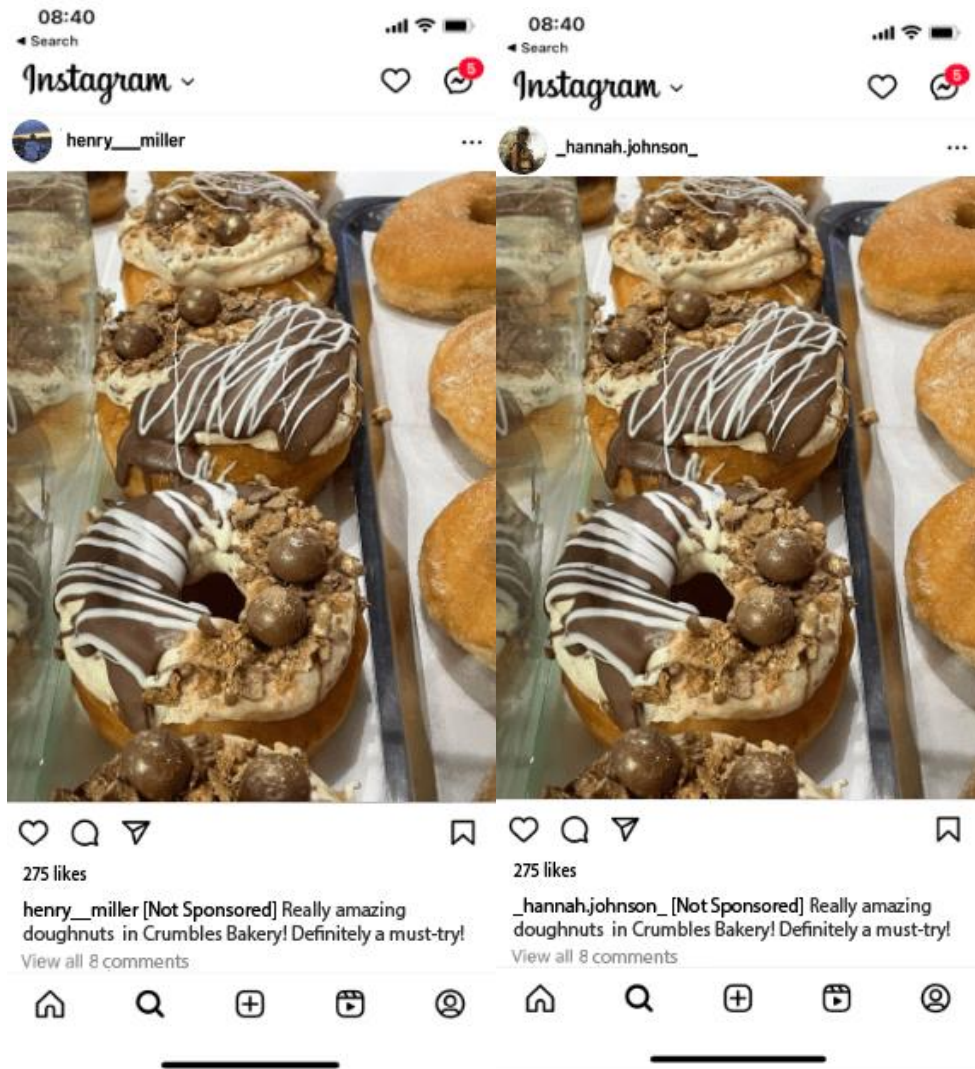 08:40
◄ Search
Instagram
5
henry___miller
275 likes
henry__miller [Not Sponsored] Really amazing
doughnuts in Crumbles Bakery! Definitely a must-try!
View all 8 comments
08:40
◄ Search
Instagram
5
_hannah.johnson_
275 likes
_hannah.johnson_ [Not Sponsored] Really amazing
doughnuts in Crumbles Bakery! Definitely a must-try!
View all 8 comments